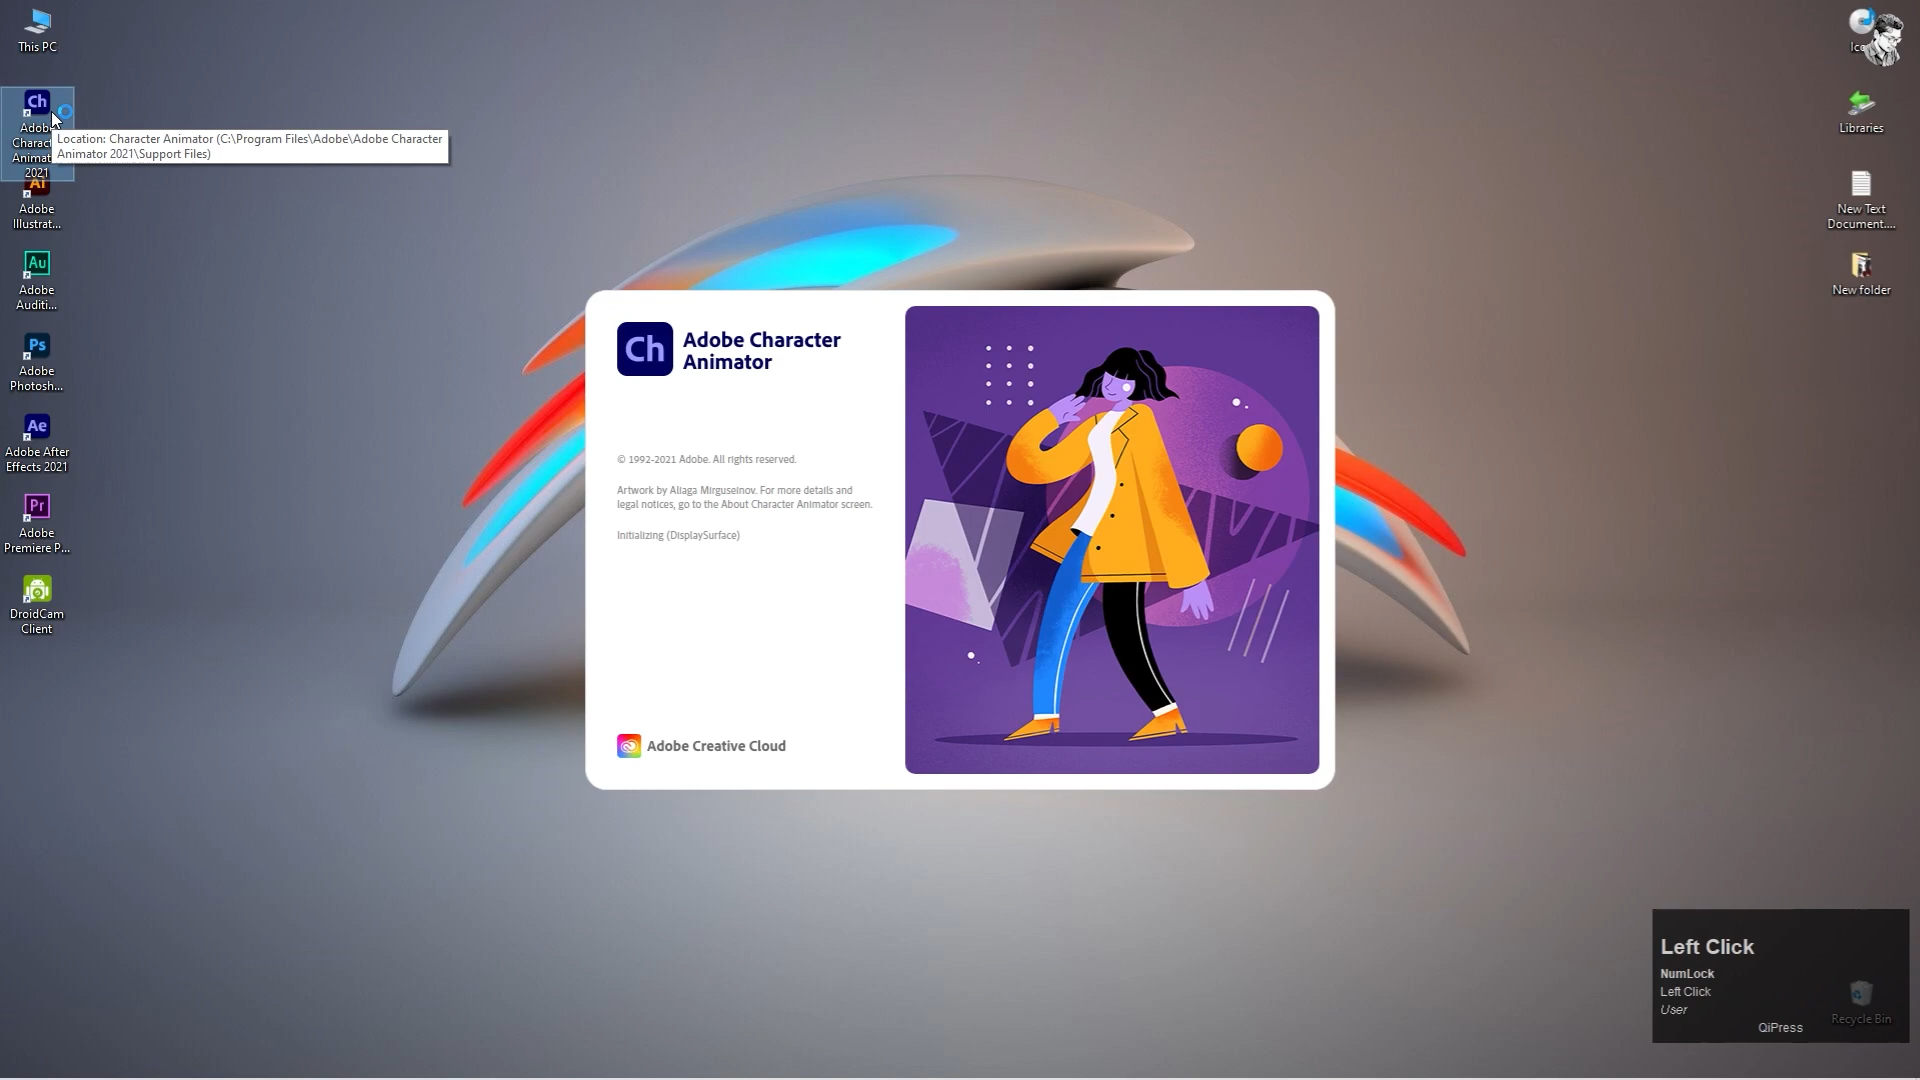 This PC
Ch
Adobe
Charact
Animat
2021
Location: Character Animator (C:\Program Files\Adobe\Adobe Character
Animator 2021\Support Files)
Ai
Adobe
Illustrat...
Au
Adobe
Auditi...
Ps
Adobe
Photosh...
Ae
Adobe After
Effects 2021
Pr
Adobe
Premiere P...
DroidCam
Client
Ch
Adobe Character
Animator
© 1992-2021 Adobe. All rights reserved.
Artwork by Aliaga Mirguseinov. For more details and
legal notices, go to the About Character Animator screen.
Initializing (DisplaySurface)
Adobe Creative Cloud
Libraries
New Text
Document....
New folder
Left Click
NumLock
Left Click
User
QiPress
Recycle Bin